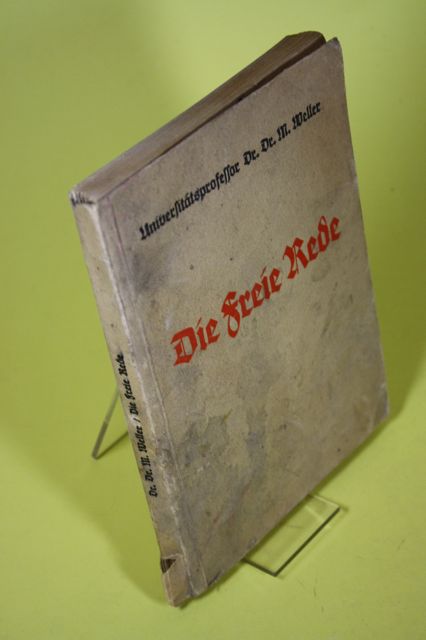 Universitätsprofessor Dr. Dr. M. Weller
Die Freie Rede
Dr. Dr. M. Weller / Die Freie Rede